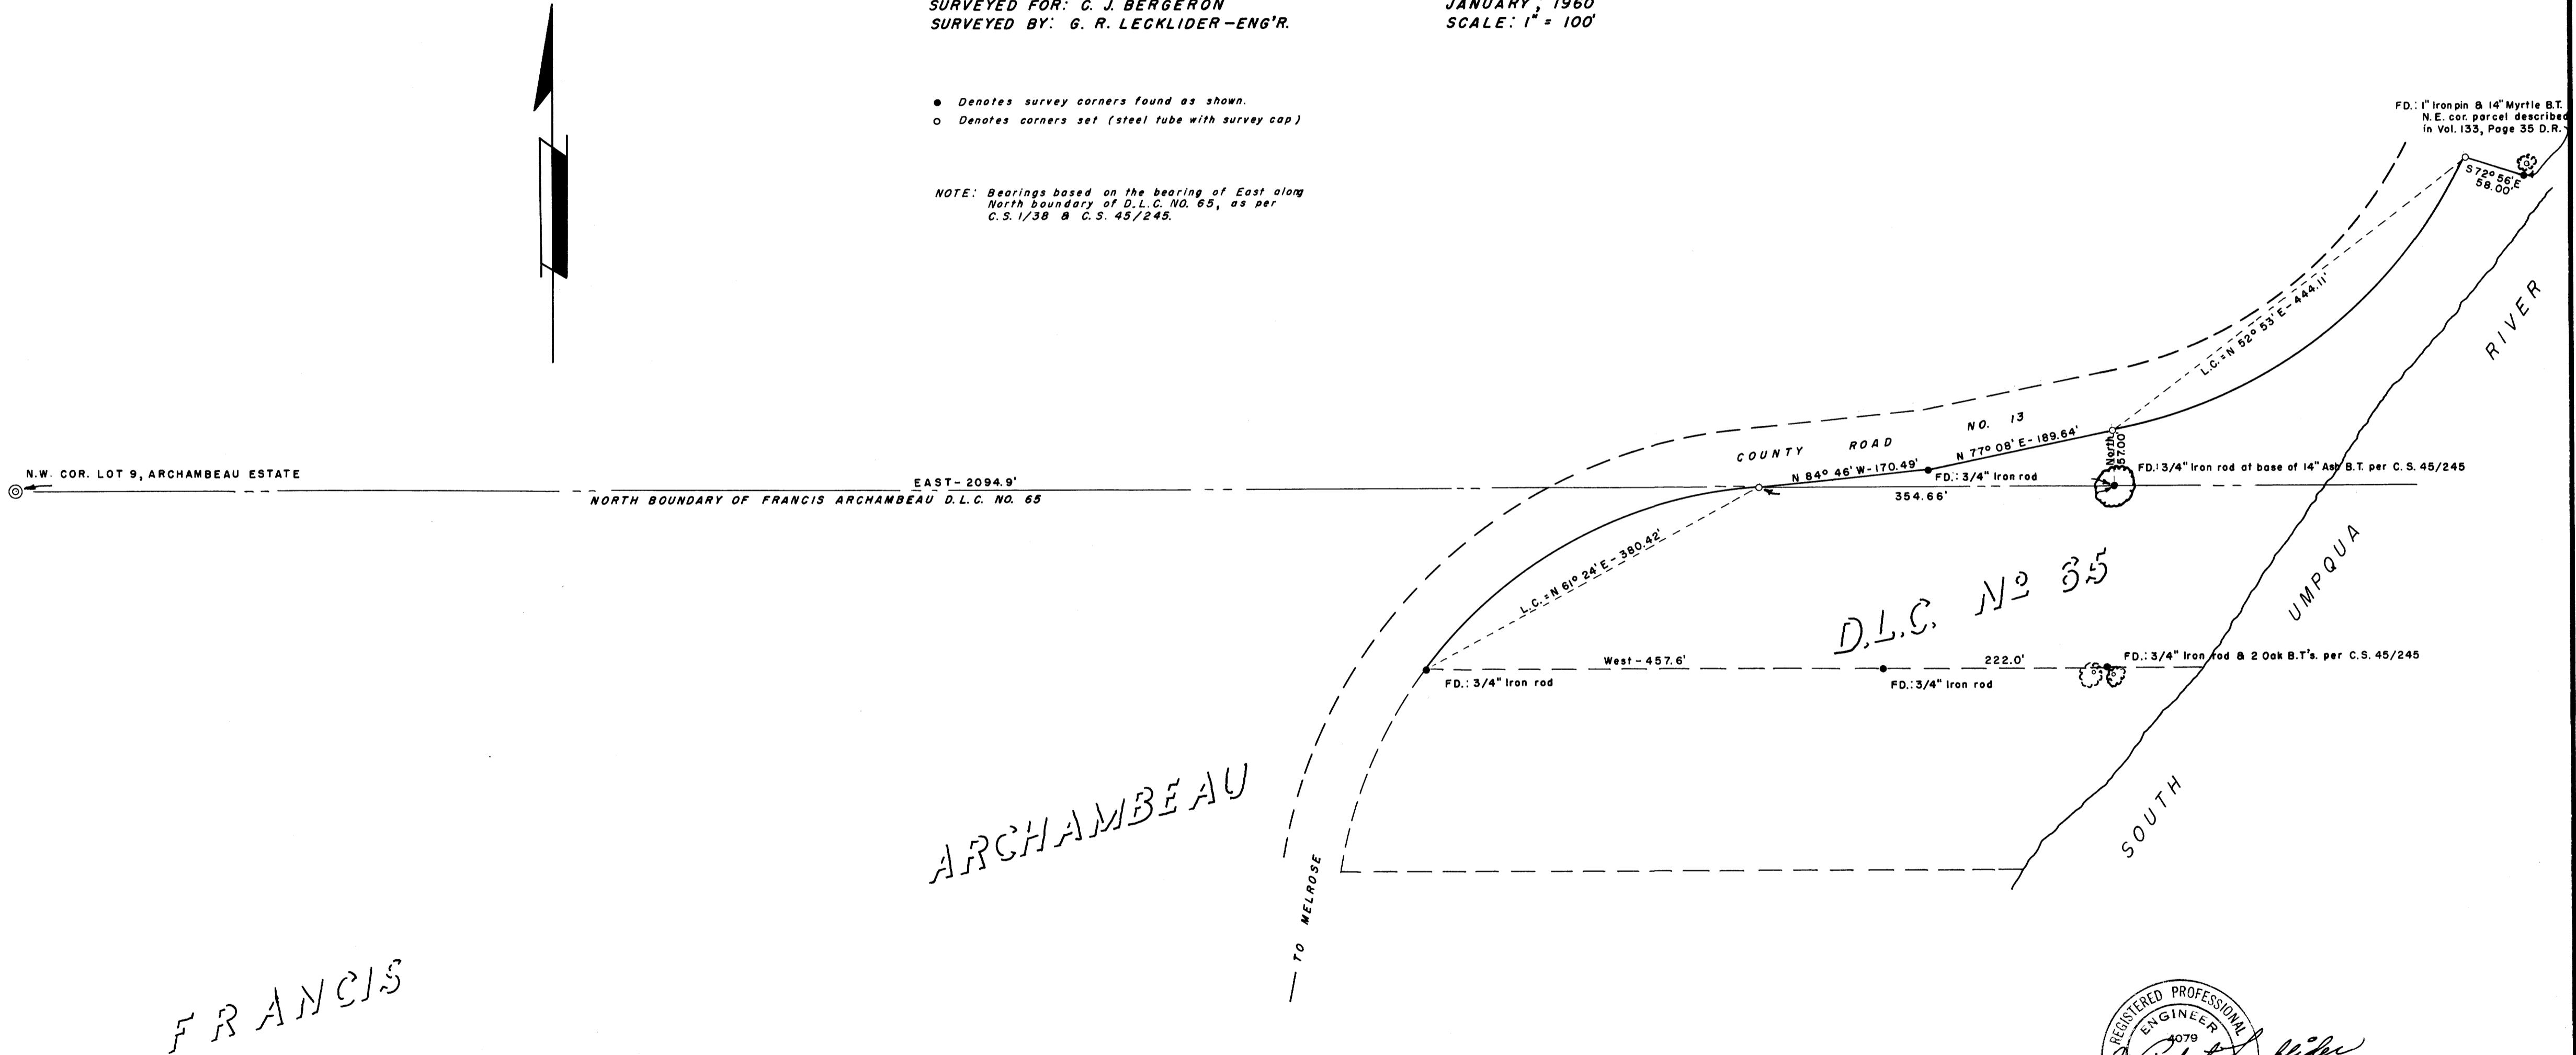 SURVEYED FOR: C. J. BERGERON
SURVEYED BY: G. R. LECKLIDER-ENG'R.
JANUARY, 1960
SCALE: 1" = 100'
Denotes survey corners found as shown.
Denotes corners set (steel tube with survey cap)
NOTE: Bearings based on the bearing of East along
North boundary of D.L.C. NO. 65, as per
C.S. 1/38 & C.S. 45/245.
FD.: 1" Iron pin & 14" Myrtle B.T.
N.E. cor. parcel described
in Vol. 133, Page 35 D.R.
S 72° 56' E
58.00'
L.C. = N 52° 53' E - 444.11'
RIVER
COUNTY ROAD NO. 13
N 84° 46' W - 170.49'
N 77° 08' E - 189.64'
North
57.00'
FD.: 3/4" Iron rod at base of 14" Ash B.T. per C.S. 45/245
FD.: 3/4" Iron rod
354.66'
N.W. COR. LOT 9, ARCHAMBEAU ESTATE
EAST - 2094.9'
NORTH BOUNDARY OF FRANCIS ARCHAMBEAU D.L.C. NO. 65
L.C. = N 61° 24' E - 380.42'
D.L.C. No 65
UMPQUA
West - 457.6'
222.0'
FD.: 3/4" Iron rod & 2 Oak B.T's. per C.S. 45/245
FD.: 3/4" Iron rod
FD.: 3/4" Iron rod
SOUTH
ARCHAMBEAU
TO MELROSE
FRANCIS
REGISTERED PROFESSIONAL
ENGINEER
4079